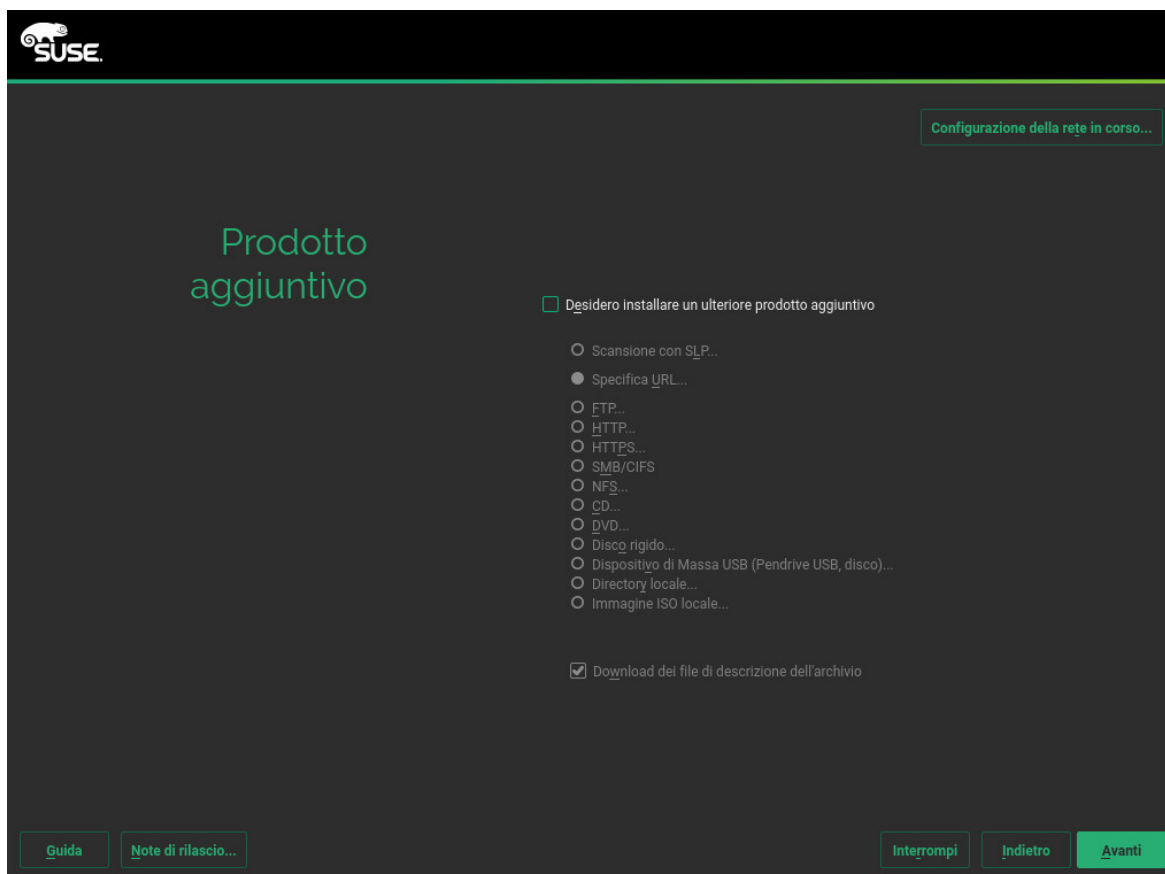 SUSE.
Configurazione della rete in corso...
Prodotto
aggiuntivo
Desidero installare un ulteriore prodotto aggiuntivo
Scansione con SLP...
Specifica URL...
FTP...
HTTP...
HTTPS...
SMB/CIFS
NFS...
CD...
DVD...
Disco rigido...
Dispositivo di Massa USB (Pendrive USB, disco)...
Directory locale...
Immagine ISO locale...
Download dei file di descrizione dell'archivio
Guida Note di rilascio... Interrompi Indietro Avanti